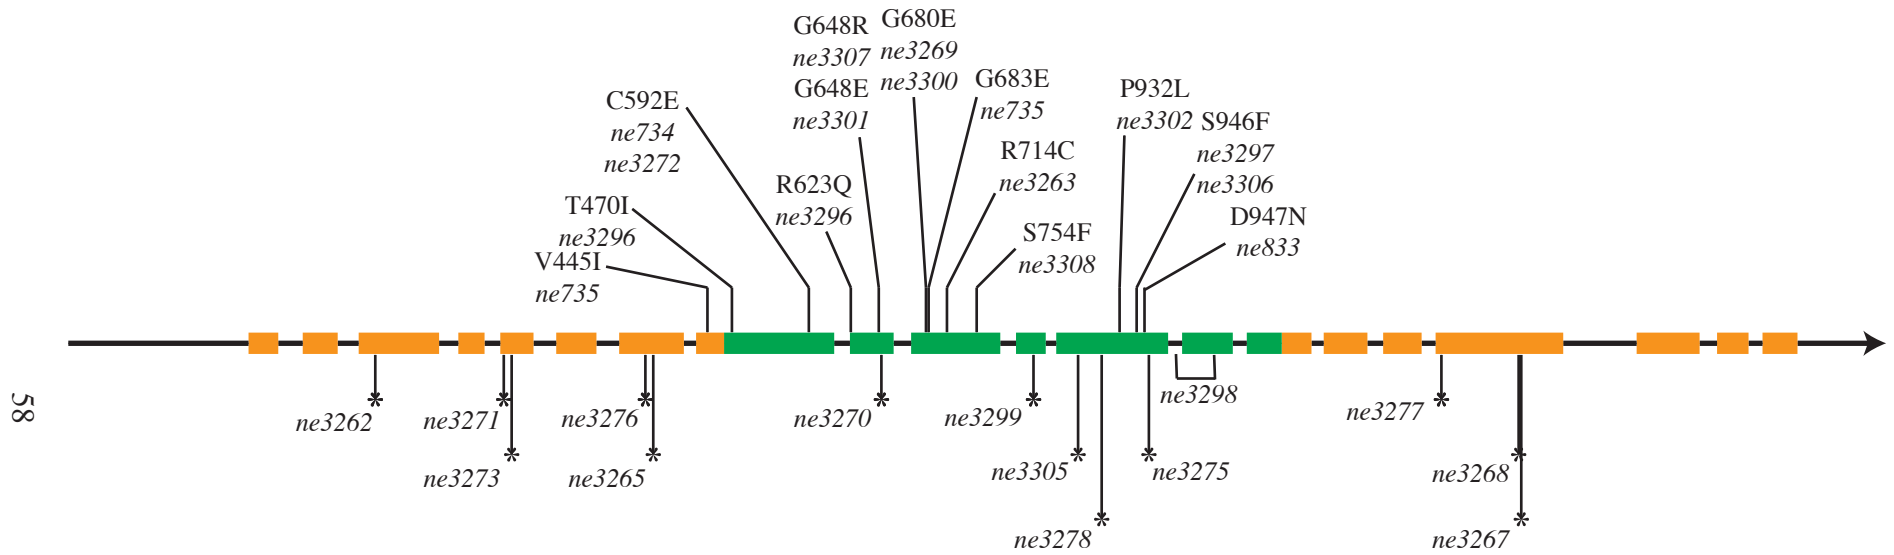 G648R
ne3307
G648E
ne3301
G680E
ne3269
ne3300
G683E
ne735
C592E
ne734
ne3272
P932L
ne3302
S946F
ne3297
ne3306
R714C
ne3263
R623Q
ne3296
T470I
ne3296
D947N
ne833
S754F
ne3308
V445I
ne735
58
*
ne3262
*
ne3271
*
ne3273
*
ne3276
*
ne3265
*
ne3270
*
ne3299
*
ne3305
*
ne3278
*
ne3275
ne3298
*
ne3277
*
ne3268
*
ne3267